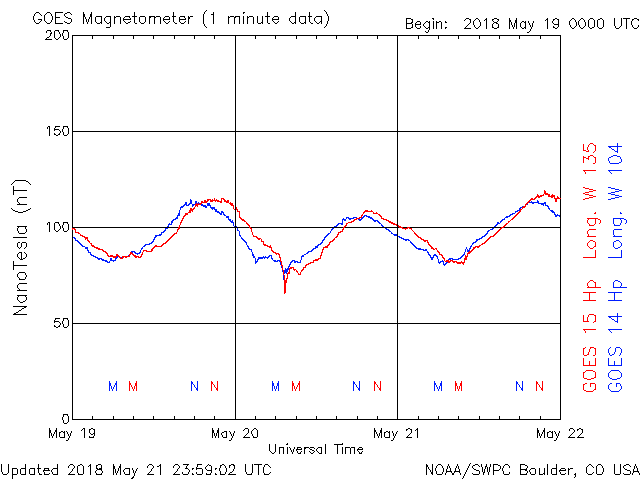 GOES Magnetometer (1 minute data)
Begin: 2018 May 19 0000 UTC
200
150
100
50
0
NanoTesla (nT)
M M N N M M N N M M N N
May 19 May 20 May 21 May 22
Universal Time
GOES 15 Hp Long. W 135
GOES 14 Hp Long. W 104
Updated 2018 May 21 23:59:02 UTC
NOAA/SWPC Boulder, CO USA